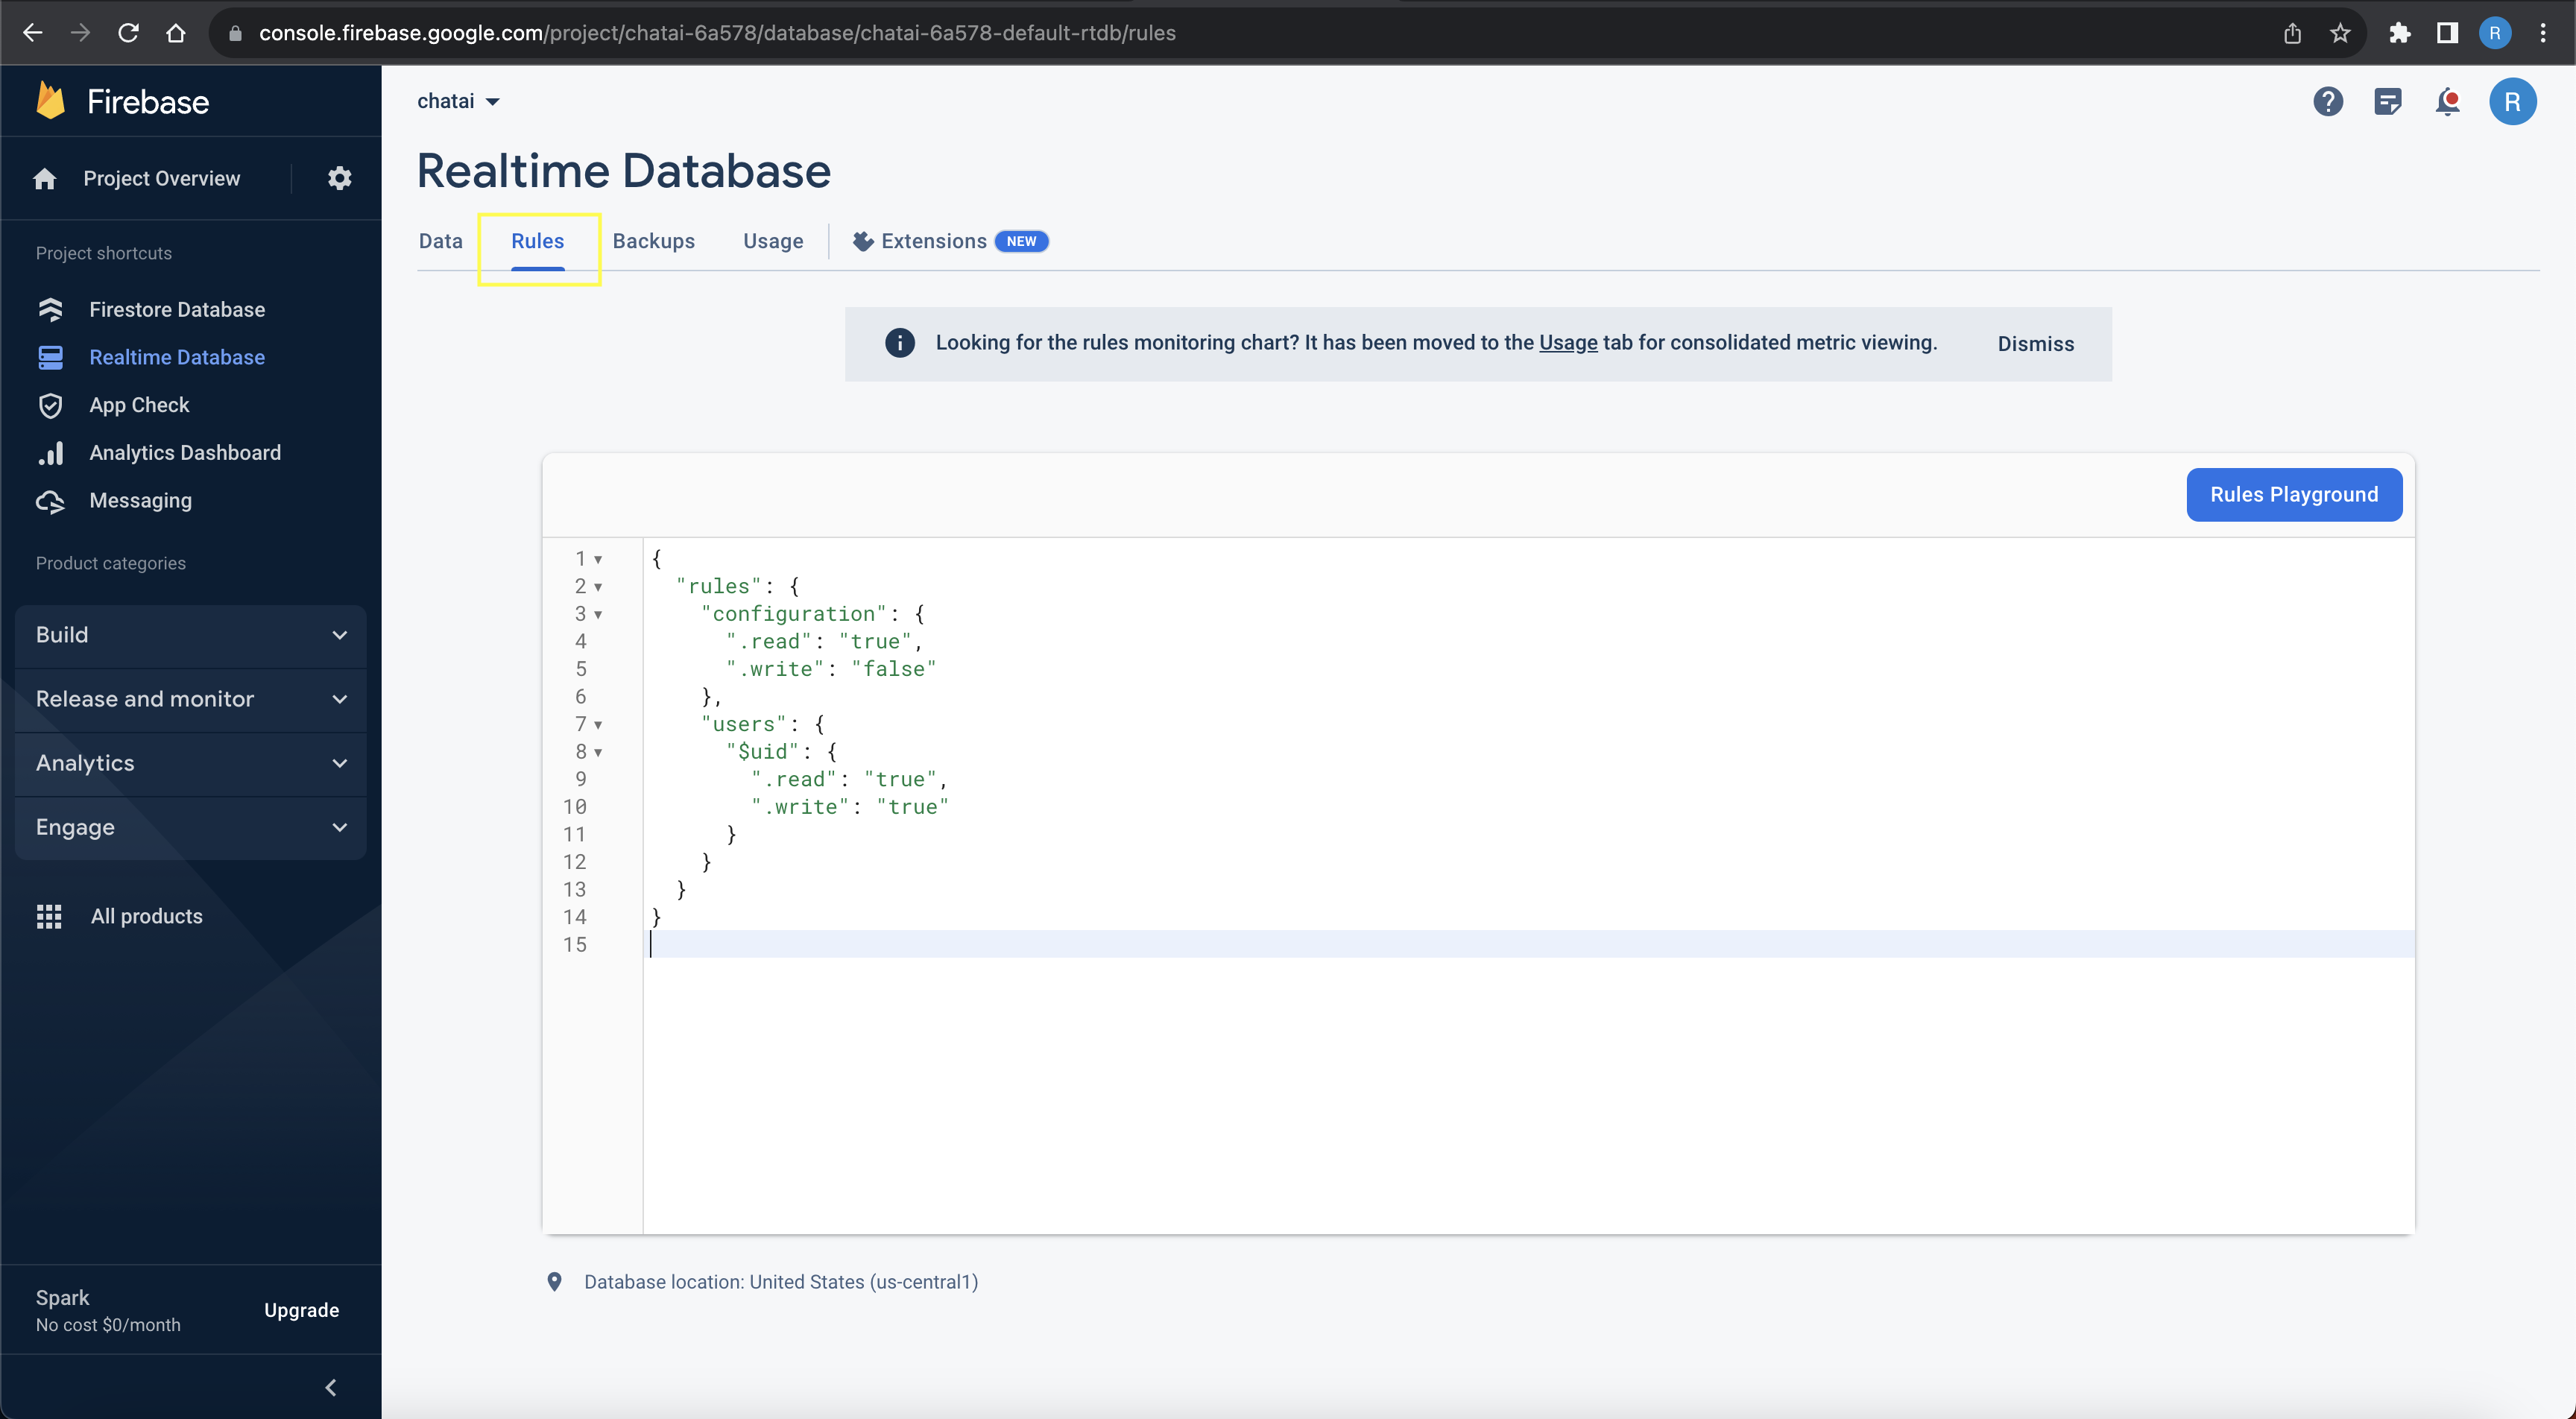 console.firebase.google.com/project/chatai-6a578/database/chatai-6a578-default-rtdb/rules
R
Firebase
chatai
R
Project Overview
Realtime Database
Data
Rules
Backups
Usage
Extensions
NEW
Project shortcuts
Firestore Database
Realtime Database
App Check
Analytics Dashboard
Messaging
Product categories
Build
Release and monitor
Analytics
Engage
All products
Spark
No cost $0/month
Upgrade
Looking for the rules monitoring chart? It has been moved to the Usage tab for consolidated metric viewing.
Dismiss
Rules Playground
1 {
2 "rules": {
3 "configuration": {
4 ".read": "true",
5 ".write": "false"
6 },
7 "users": {
8 "$uid": {
9 ".read": "true",
10 ".write": "true"
11 }
12 }
13 }
14 }
15
Database location: United States (us-central1)